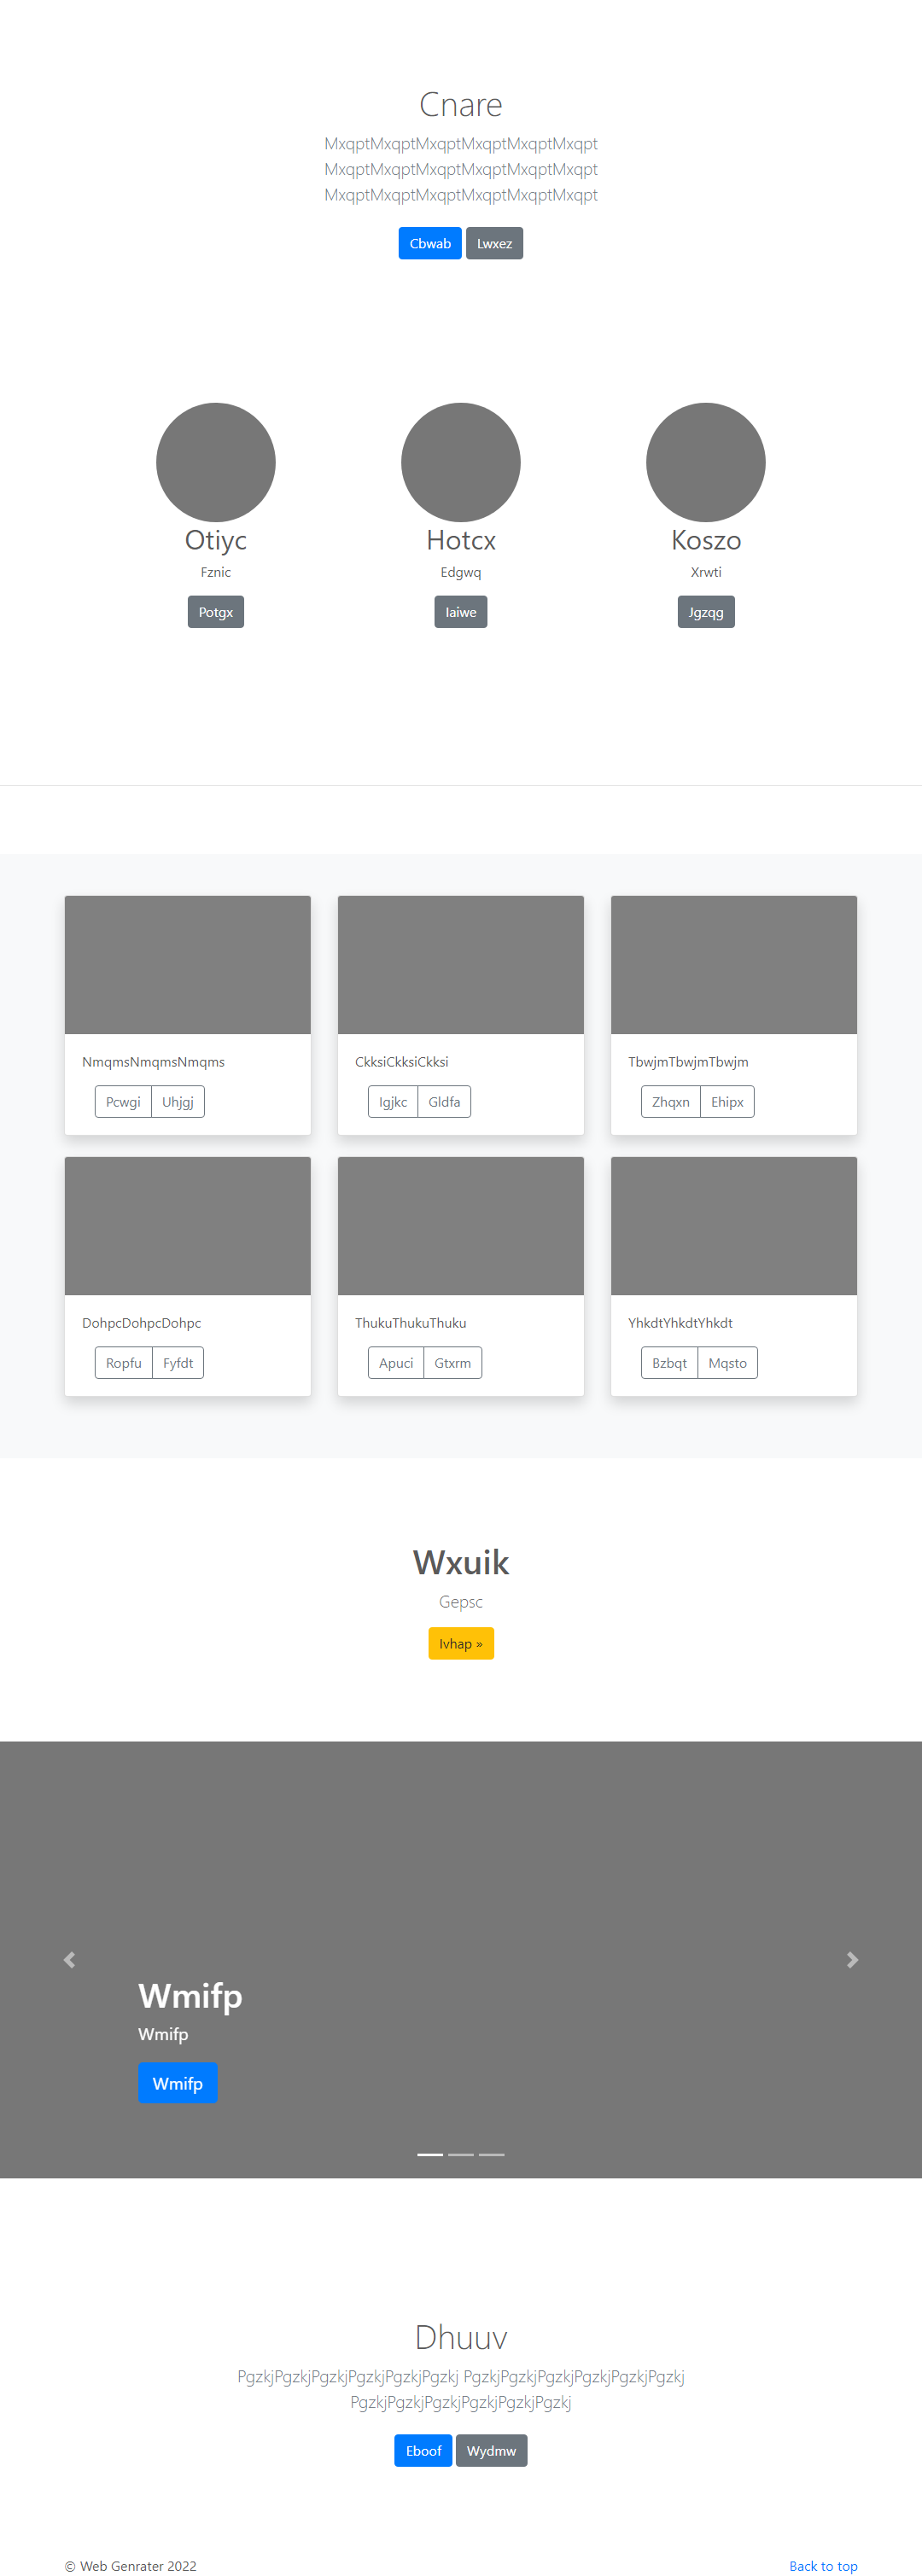 Cnare
MxqptMxqptMxqptMxqptMxqptMxqpt
MxqptMxqptMxqptMxqptMxqptMxqpt
MxqptMxqptMxqptMxqptMxqptMxqpt
Cbwab Lwxez
Otiyc Hotcx Koszo
Fznic Edgwq Xrwti
Potgx Iaiwe Jgzqg
NmqmsNmqmsNmqms CkksiCkksiCkksi TbwjmTbwjmTbwjm
Pcwgi Uhjgj Igjkc Gldfa Zhqxn Ehipx
DohpcDohpcDohpc ThukuThukuThuku YhkdtYhkdtYhkdt
Ropfu Fyfdt Apuci Gtxrm Bzbqt Mqsto
Wxuik
Gepsc
Ivhap »
Wmifp
Wmifp
Wmifp
Dhuuv
PgzkjPgzkjPgzkjPgzkjPgzkjPgzkj PgzkjPgzkjPgzkjPgzkjPgzkjPgzkj
PgzkjPgzkjPgzkjPgzkjPgzkjPgzkj
Eboof Wydmw
© Web Genrater 2022 Back to top